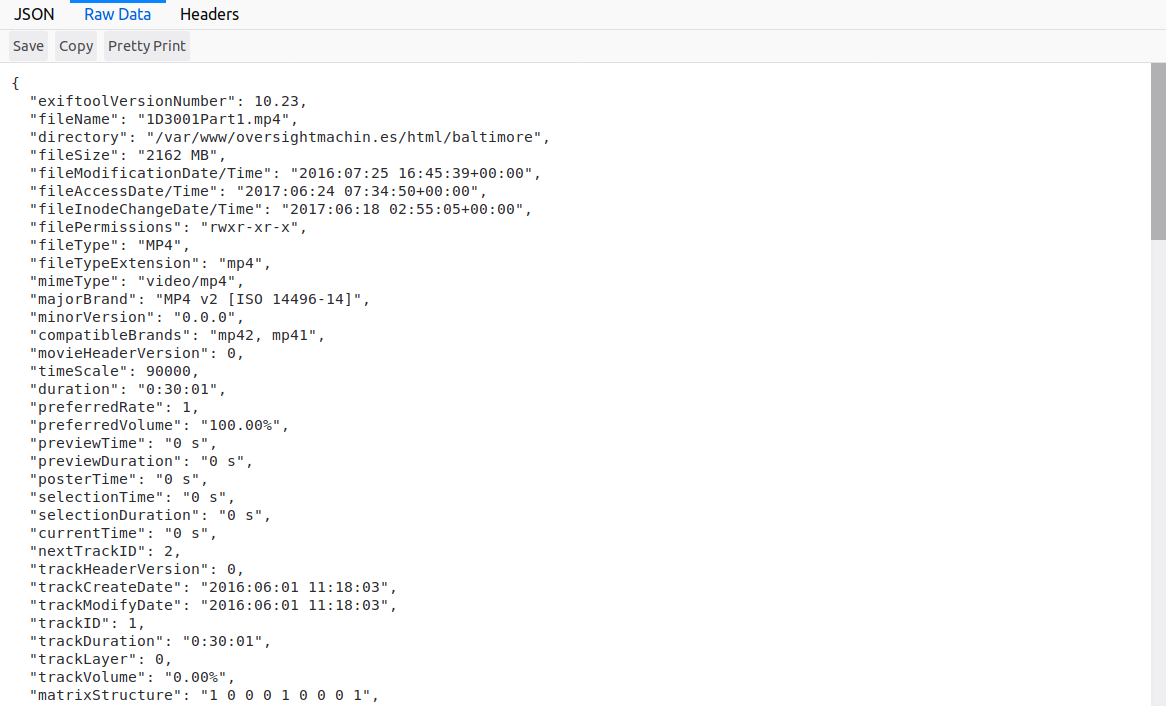 JSON Raw Data Headers
Save Copy Pretty Print
{
  "exiftoolVersionNumber": 10.23,
  "fileName": "1D3001Part1.mp4",
  "directory": "/var/www/oversightmachin.es/html/baltimore",
  "fileSize": "2162 MB",
  "fileModificationDate/Time": "2016:07:25 16:45:39+00:00",
  "fileAccessDate/Time": "2017:06:24 07:34:50+00:00",
  "fileInodeChangeDate/Time": "2017:06:18 02:55:05+00:00",
  "filePermissions": "rwxr-xr-x",
  "fileType": "MP4",
  "fileTypeExtension": "mp4",
  "mimeType": "video/mp4",
  "majorBrand": "MP4 v2 [ISO 14496-14]",
  "minorVersion": "0.0.0",
  "compatibleBrands": "mp42, mp41",
  "movieHeaderVersion": 0,
  "timeScale": 90000,
  "duration": "0:30:01",
  "preferredRate": 1,
  "preferredVolume": "100.00%",
  "previewTime": "0 s",
  "previewDuration": "0 s",
  "posterTime": "0 s",
  "selectionTime": "0 s",
  "selectionDuration": "0 s",
  "currentTime": "0 s",
  "nextTrackID": 2,
  "trackHeaderVersion": 0,
  "trackCreateDate": "2016:06:01 11:18:03",
  "trackModifyDate": "2016:06:01 11:18:03",
  "trackID": 1,
  "trackDuration": "0:30:01",
  "trackLayer": 0,
  "trackVolume": "0.00%",
  "matrixStructure": "1 0 0 0 1 0 0 0 1",